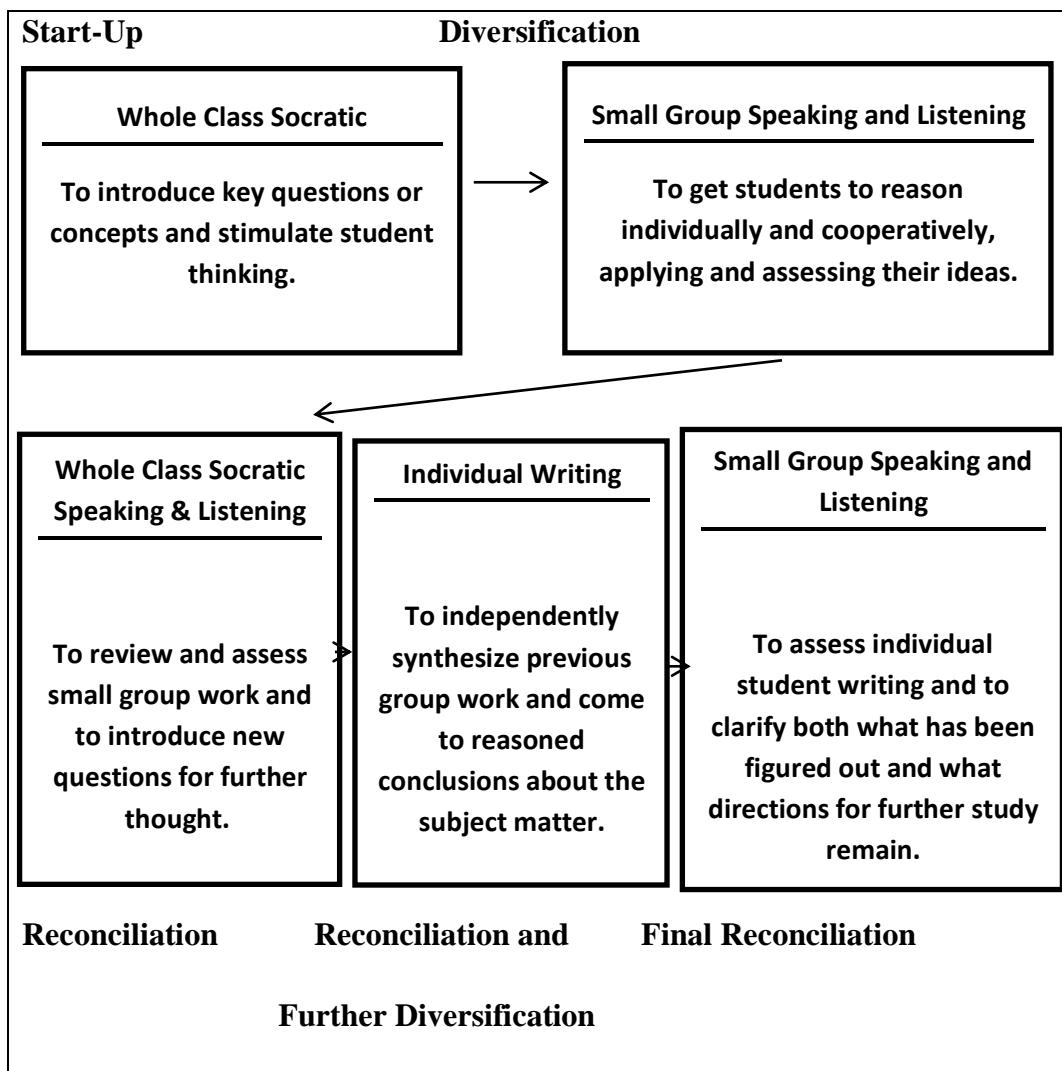 Start-Up
Diversification
Whole Class Socratic
To introduce key questions or
concepts and stimulate student
thinking.
Small Group Speaking and Listening
To get students to reason
individually and cooperatively,
applying and assessing their ideas.
Whole Class Socratic
Speaking & Listening
To review and assess
small group work and
to introduce new
questions for further
thought.
Individual Writing
To independently
synthesize previous
group work and come
to reasoned
conclusions about the
subject matter.
Small Group Speaking and
Listening
To assess individual
student writing and to
clarify both what has been
figured out and what
directions for further study
remain.
Reconciliation
Reconciliation and
Further Diversification
Final Reconciliation